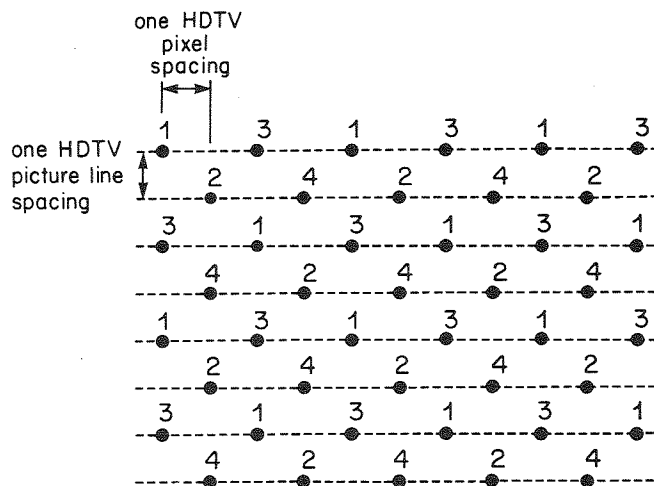 one HDTV
pixel
spacing
1 3 1 3 1 3
one HDTV
picture line
spacing
2 4 2 4 2
3 1 3 1 3 1
4 2 4 2 4
1 3 1 3 1 3
2 4 2 4 2
3 1 3 1 3 1
4 2 4 2 4